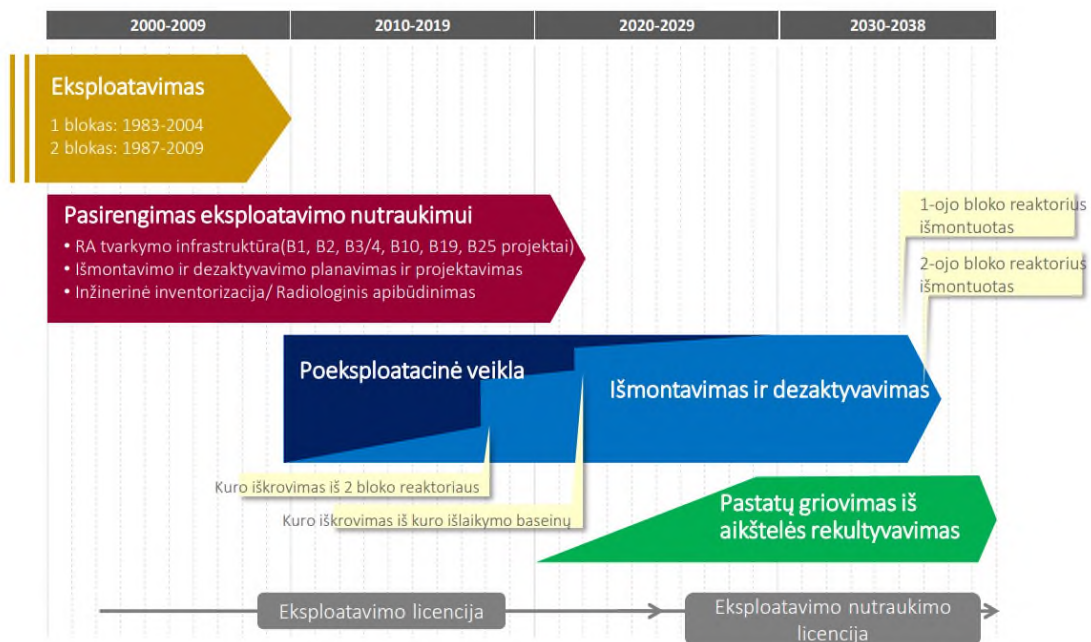 2000-2009
2010-2019
2020-2029
2030-2038
Eksploatavimas
1 blokas: 1983-2004
2 blokas: 1987-2009
Pasirengimas eksploatavimo nutraukimui
• RA tvarkymo infrastruktūra(B1, B2, B3/4, B10, B19, B25 projektai)
• Išmontavimo ir dezaktyvavimo planavimas ir projektavimas
• Inžinerinė inventorizacija/ Radiologinis apibūdinimas
1-ojo bloko reaktorius
išmontuotas
2-ojo bloko reaktorius
išmontuotas
Poeksploatacinė veikla
Išmontavimas ir dezaktyvavimas
Kuro iškrovimas iš 2 bloko reaktoriaus
Kuro iškrovimas iš kuro išlaikymo baseinų
Pastatų griovimas iš
aikštelės rekultyvavimas
Eksploatavimo licencija
Eksploatavimo nutraukimo
licencija